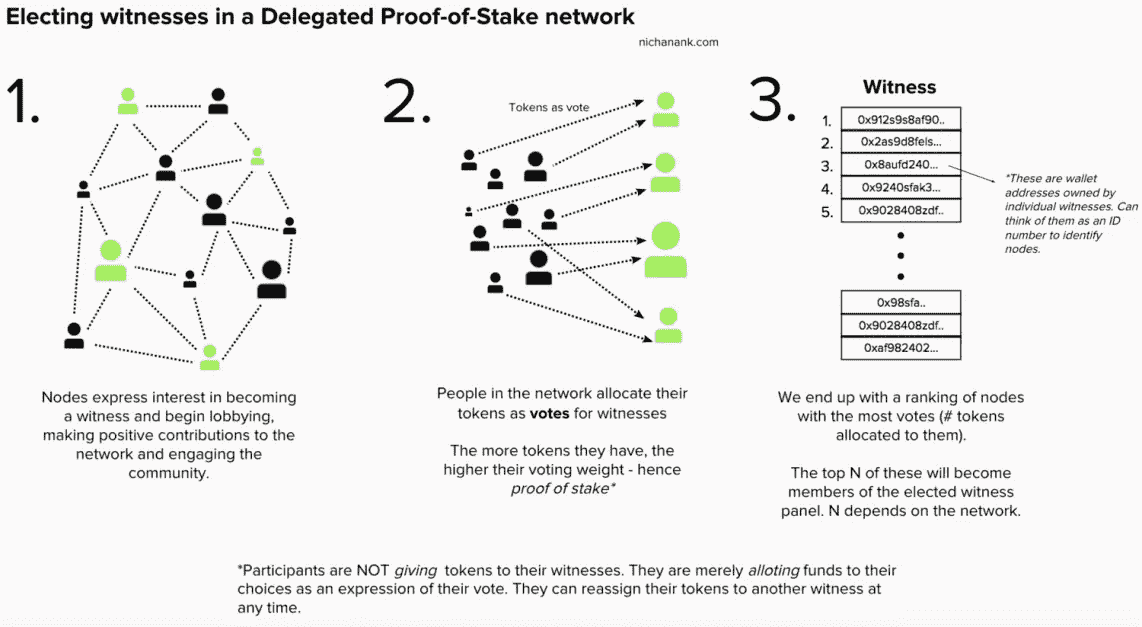 Electing witnesses in a Delegated Proof-of-Stake network
nichanank.com
1.
2.
3.
Tokens as vote
Witness
1. 0x912s9s8af90..
2. 0x2as9d8fels...
3. 0x8aufd240...
4. 0x9240sfak3...
5. 0x9028408zdf..
0x98sfa..
0x9028408zdf..
0xaf982402...
*These are wallet
addresses owned by
individual witnesses. Can
think of them as an ID
number to identify
nodes.
Nodes express interest in becoming
a witness and begin lobbying,
making positive contributions to the
network and engaging the
community.
People in the network allocate their
tokens as votes for witnesses
The more tokens they have, the
higher their voting weight - hence
proof of stake*
We end up with a ranking of nodes
with the most votes (# tokens
allocated to them).
The top N of these will become
members of the elected witness
panel. N depends on the network.
*Participants are NOT giving tokens to their witnesses. They are merely alloting funds to their
choices as an expression of their vote. They can reassign their tokens to another witness at
any time.